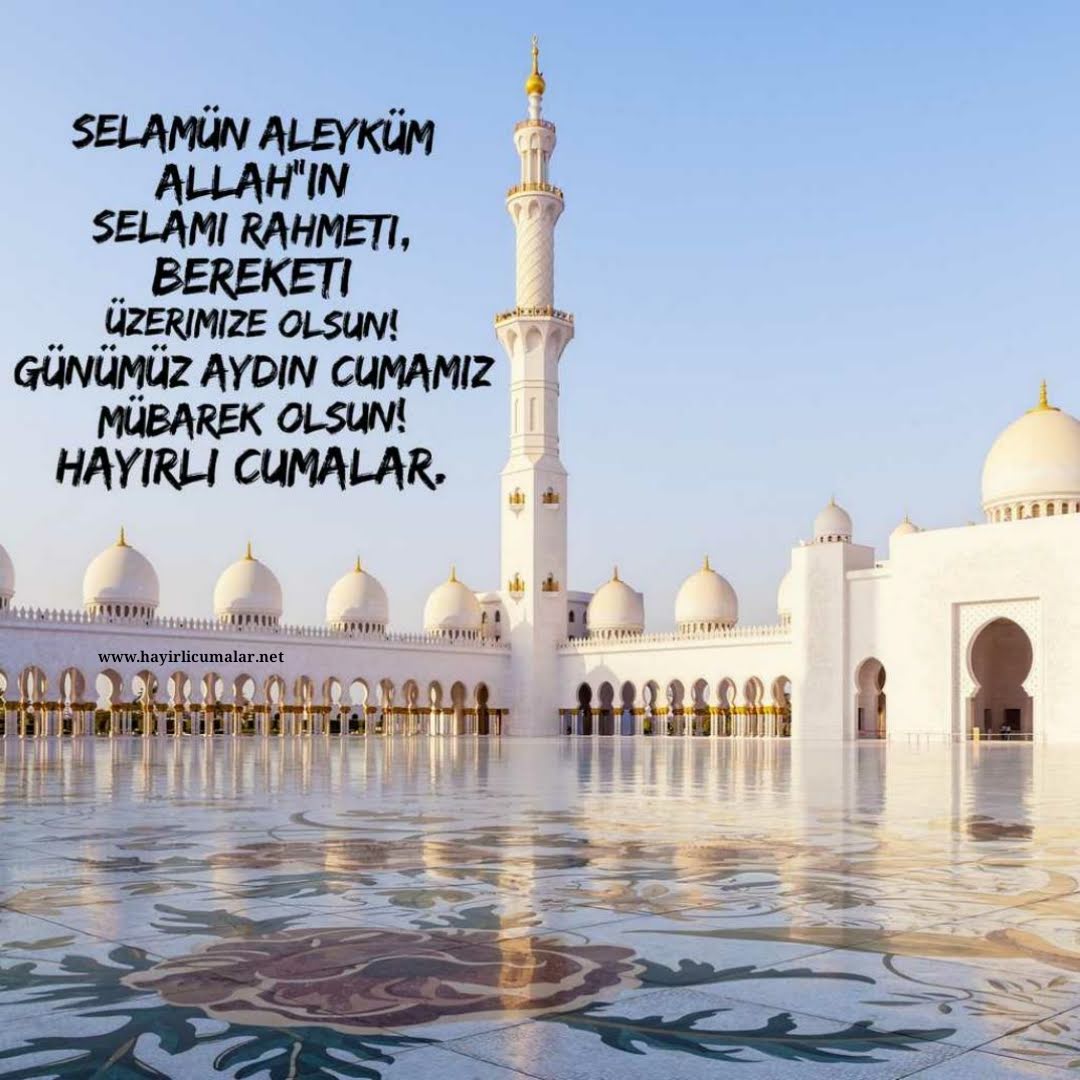 SELAMÜN ALEYKÜM
ALLAH"IN
SELAMI RAHMETI,
BEREKETI
ÜZERIMIZE OLSUN!
GÜNÜMÜZ AYDIN CUMAMIZ
MÜBAREK OLSUN!
HAYIRLI CUMALAR.
www.hayirlicumalar.net